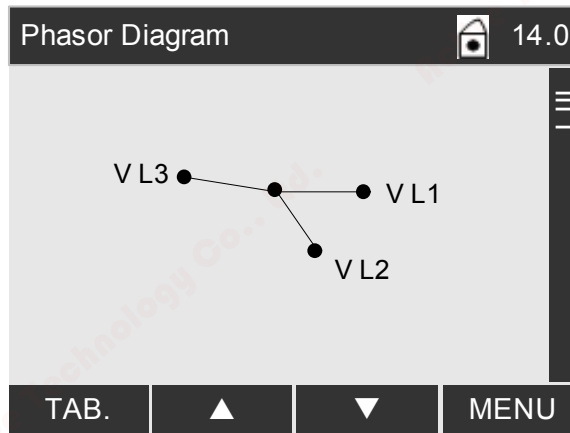 Phasor Diagram 14.0
V L3
V L1
V L2
TAB. ▲ ▼ MENU